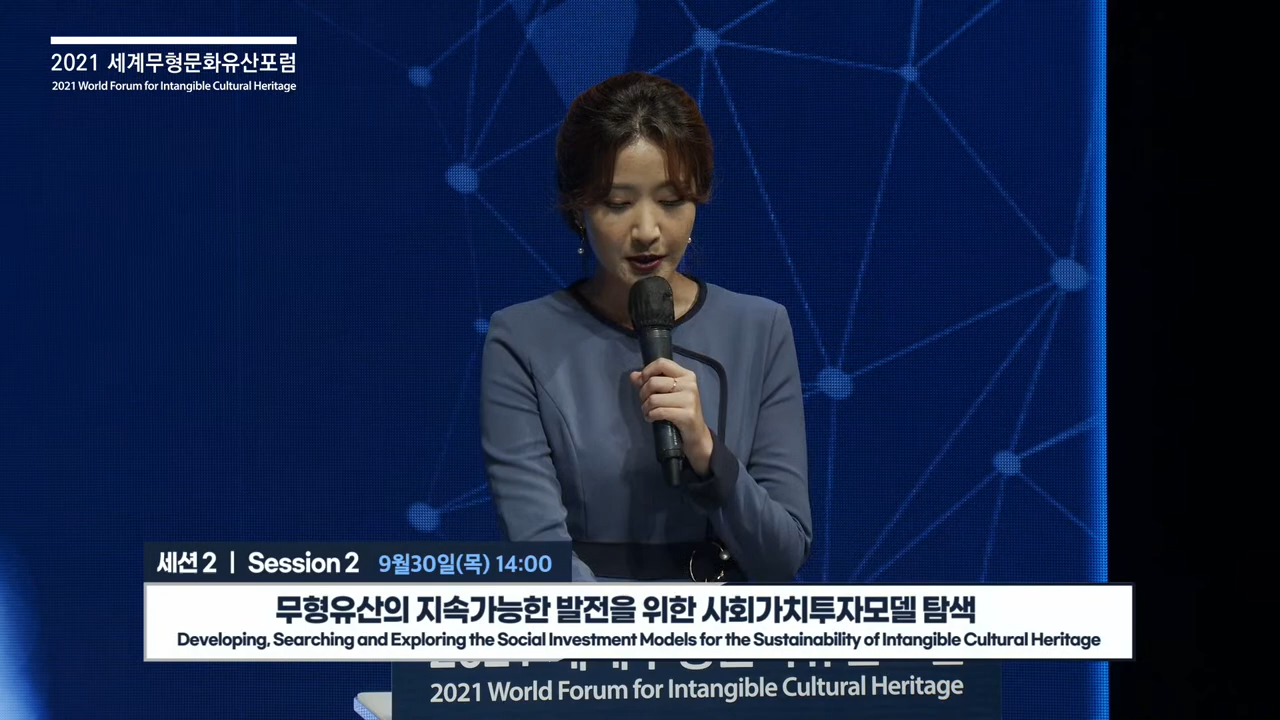 2021 세계무형문화유산포럼
2021 World Forum for Intangible Cultural Heritage
세션 2 | Session 2 9월30일(목) 14:00
무형유산의 지속가능한 발전을 위한 사회가치투자모델 탐색
Developing, Searching and Exploring the Social Investment Models for the Sustainability of Intangible Cultural Heritage
2021 World Forum for Intangible Cultural Heritage